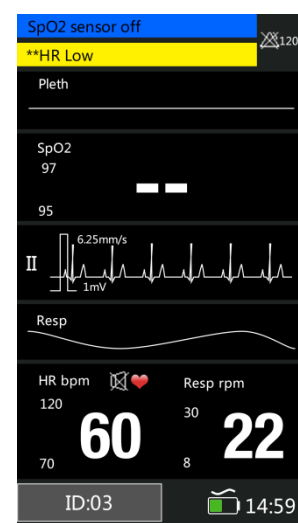 SpO2 sensor off
120
**HR Low
Pleth
SpO2
97
--
95
6.25mm/s
II
1mV
Resp
HR bpm
Resp rpm
120
30
60
22
70
8
ID:03
14:59